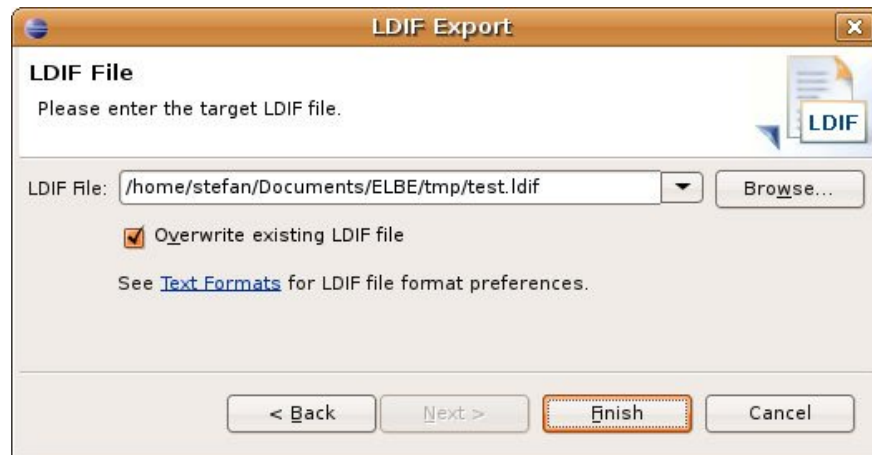 LDIF Export
LDIF File
Please enter the target LDIF file.
LDIF
LDIF File: /home/stefan/Documents/ELBE/tmp/test.ldif Browse...
Overwrite existing LDIF file
See Text Formats for LDIF file format preferences.
< Back Next > Finish Cancel